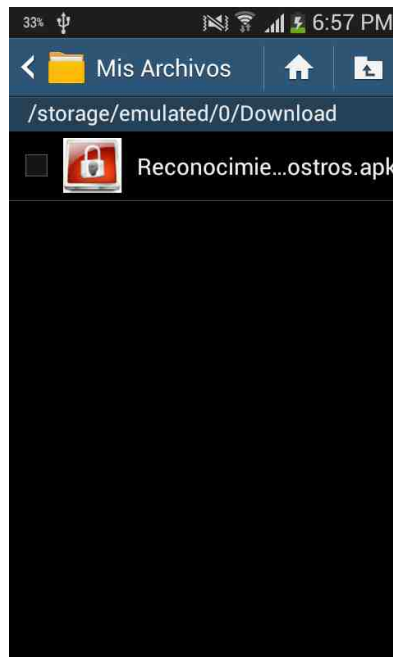 33% 6:57 PM
Mis Archivos
/storage/emulated/0/Download
Reconocimie...ostros.apk